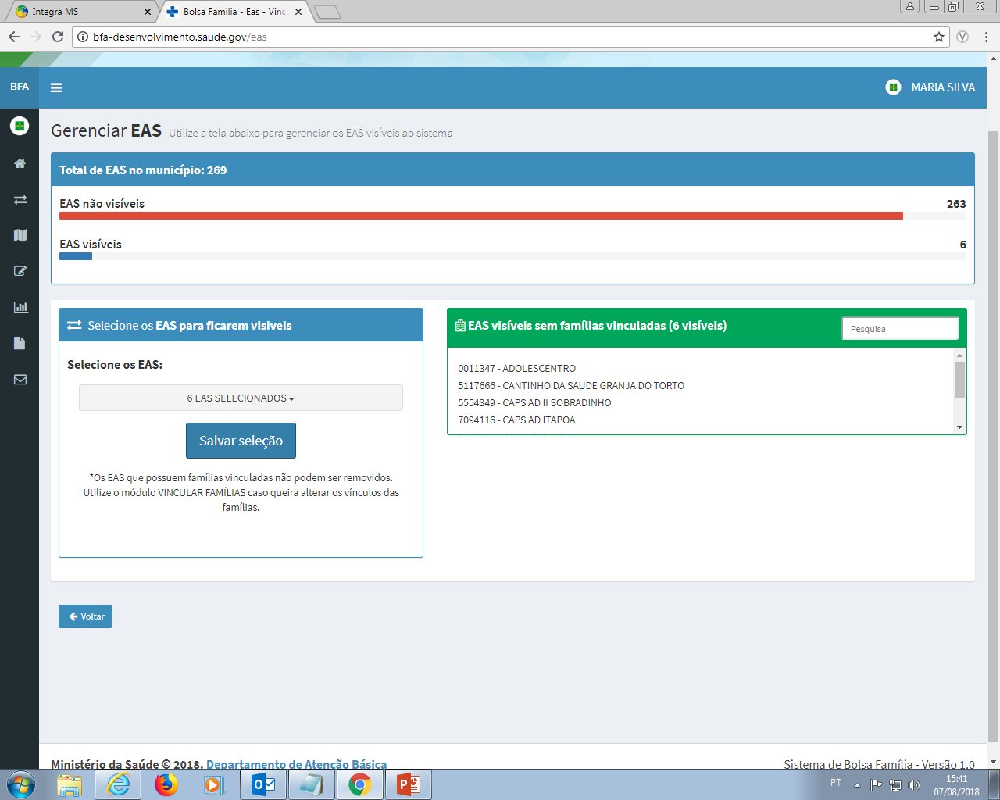 Integra MS
Bolsa Familia - Eas - Vinc
bfa-desenvolvimento.saude.gov/eas
BFA
MARIA SILVA
Gerenciar EAS Utilize a tela abaixo para gerenciar os EAS visíveis ao sistema
Total de EAS no município: 269
EAS não visíveis 263
EAS visíveis 6
Selecione os EAS para ficarem visiveis
Selecione os EAS:
6 EAS SELECIONADOS
Salvar seleção
*Os EAS que possuem famílias vinculadas não podem ser removidos.
Utilize o módulo VINCULAR FAMÍLIAS caso queira alterar os vínculos das
famílias.
EAS visíveis sem famílias vinculadas (6 visíveis)
Pesquisa
0011347 - ADOLESCENTRO
5117666 - CANTINHO DA SAUDE GRANJA DO TORTO
5554349 - CAPS AD II SOBRADINHO
7094116 - CAPS AD ITAPOA
Voltar
Ministério da Saúde © 2018. Departamento de Atenção Básica
Sistema de Bolsa Família - Versão 1.0
PT
15:41
07/08/2018